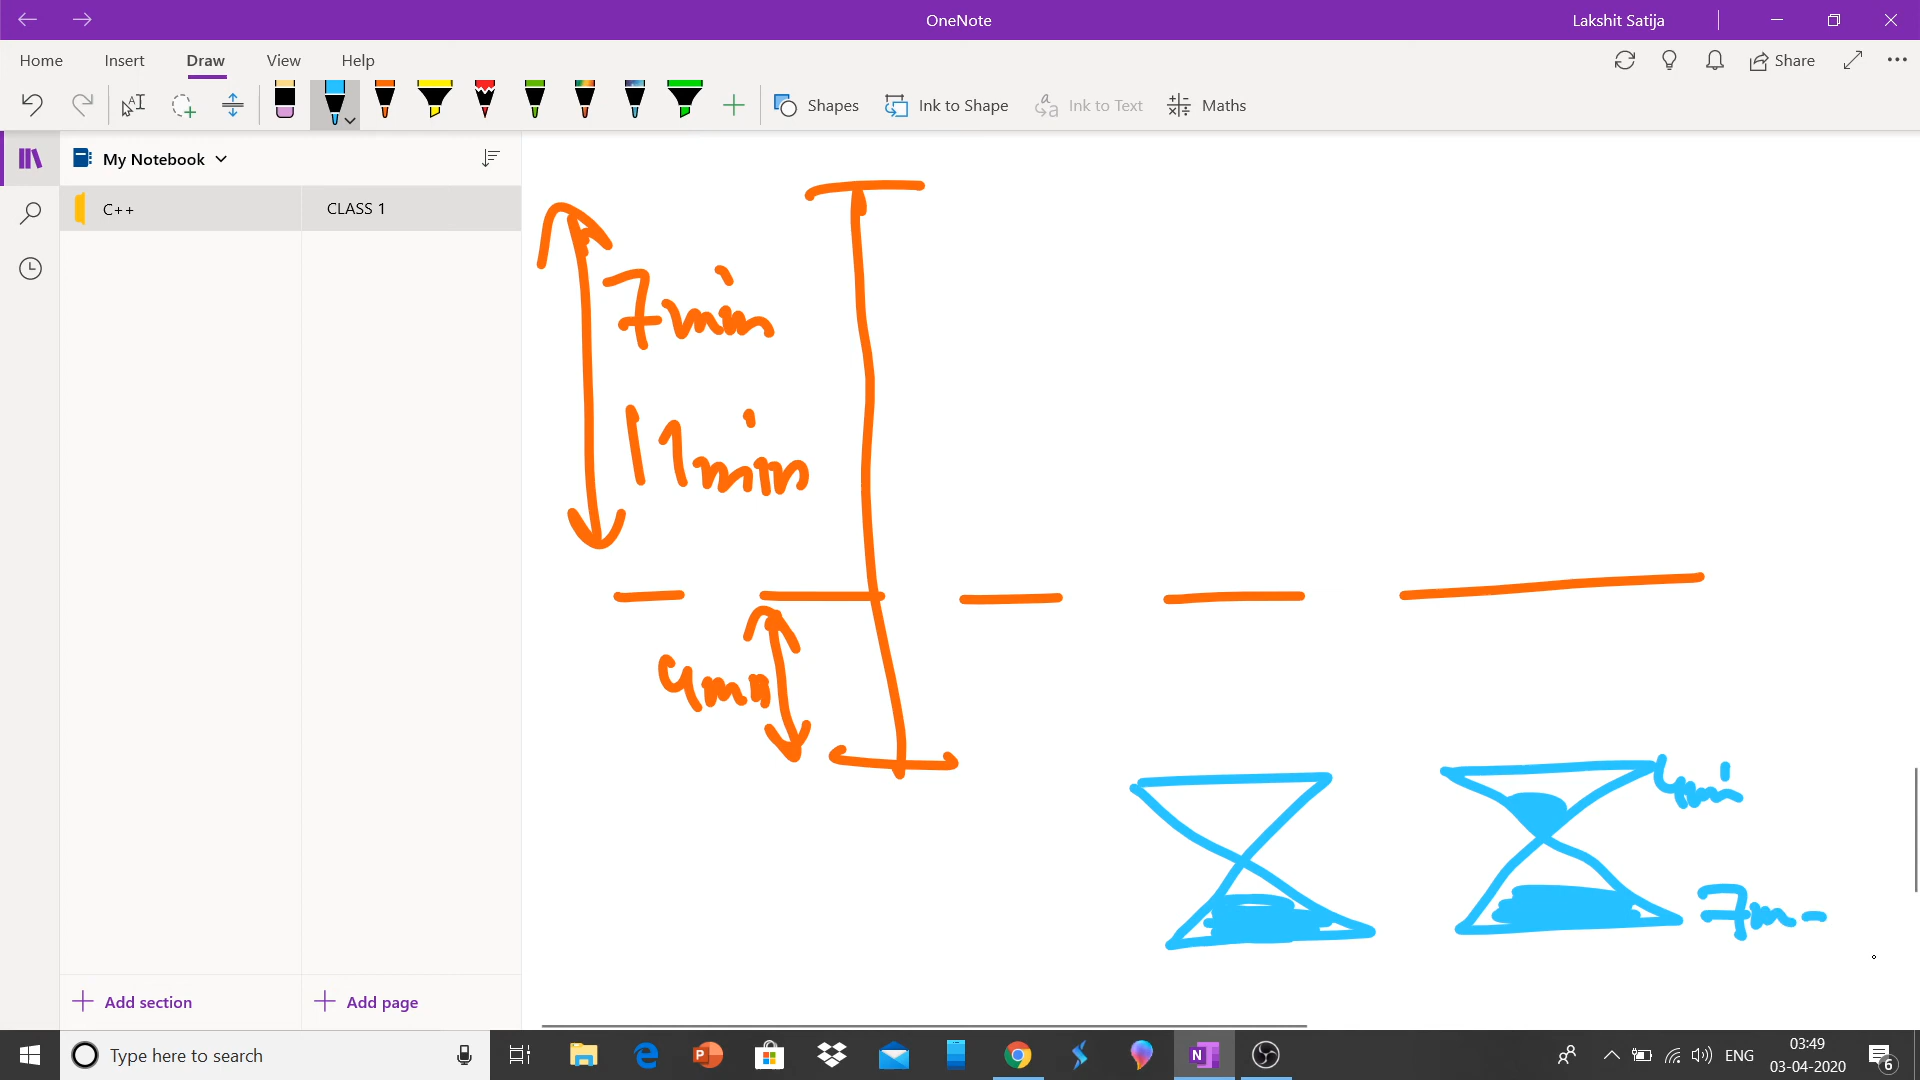 OneNote
Lakshit Satija
Home Insert Draw View Help
Share
Shapes Ink to Shape Ink to Text Maths
My Notebook
C++ CLASS 1
7min
11min
4min
4min
7m
Add section Add page
Type here to search
ENG
03:49
03-04-2020
6